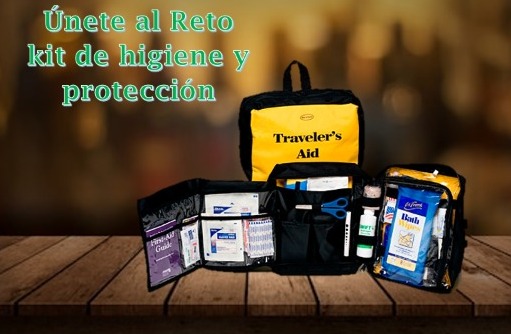 Únete al Reto
kit de higiene y
protección
Traveler's
Aid
First-Aid
Guide
Bath
Wipes